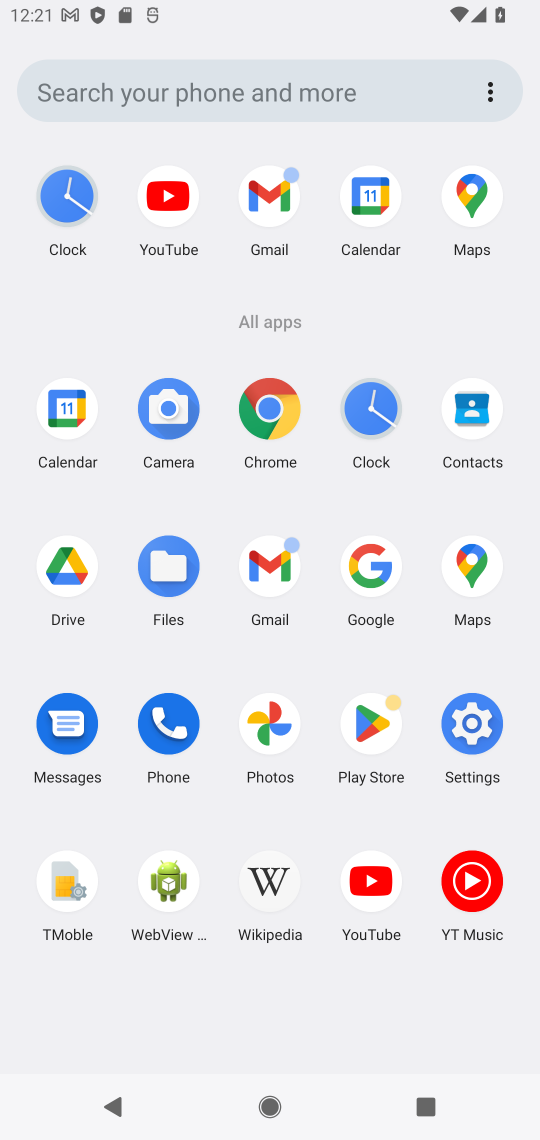 12:21
Search your phone and more
Clock YouTube Gmail Calendar Maps
All apps
Calendar Camera Chrome Clock Contacts
Drive Files Gmail Google Maps
Messages Phone Photos Play Store Settings
TMoble WebView ... Wikipedia YouTube YT Music